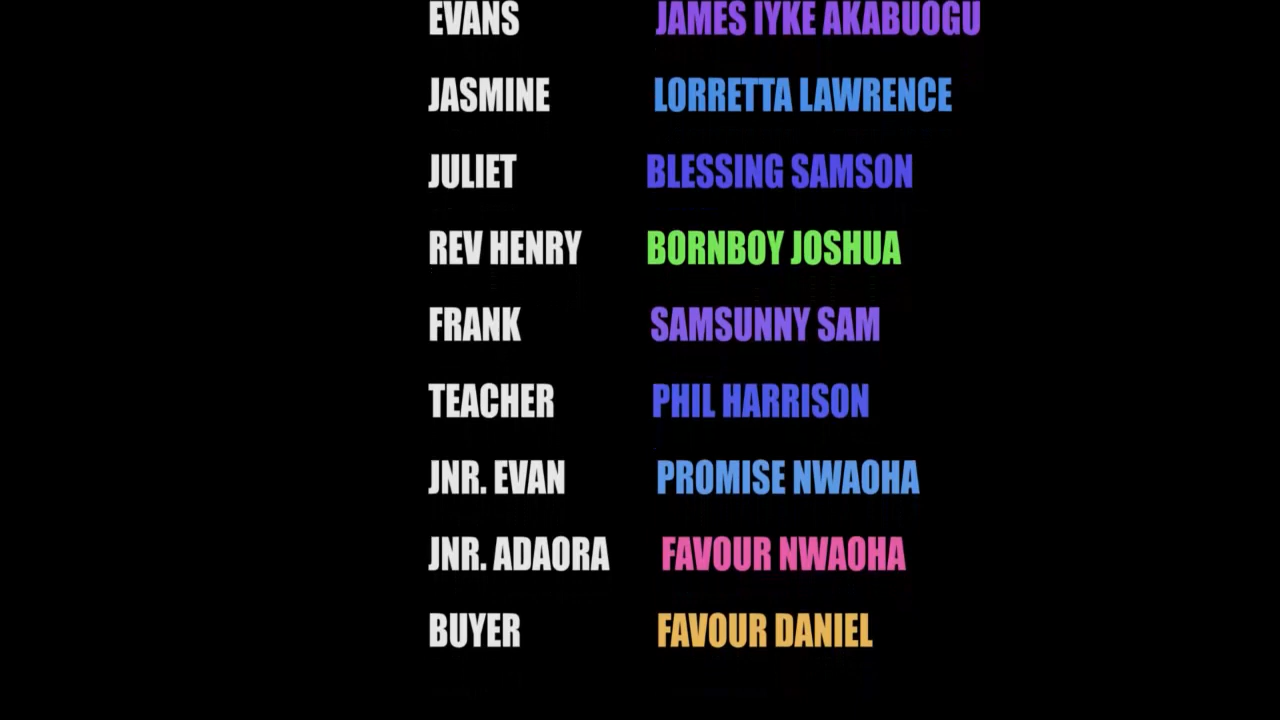 EVANS JAMES IYKE AKABUOGU
JASMINE LORRETTA LAWRENCE
JULIET BLESSING SAMSON
REV HENRY BORNBOY JOSHUA
FRANK SAMSUNNY SAM
TEACHER PHIL HARRISON
JNR. EVAN PROMISE NWAOHA
JNR. ADAORA FAVOUR NWAOHA
BUYER FAVOUR DANIEL